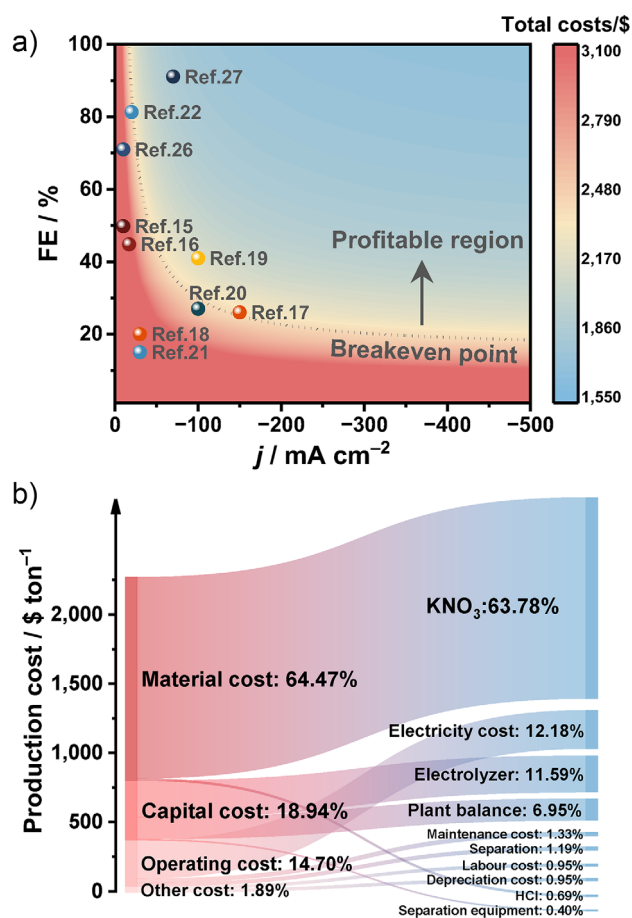 a)
Total costs/$
FE / %
100
80
60
40
20
3,100
2,790
2,480
2,170
1,860
1,550
Ref.27
Ref.22
Ref.26
Ref.15
Ref.16
Ref.19
Ref.20
Ref.17
Ref.18
Ref.21
Profitable region
Breakeven point
0
−100
−200
−300
−400
−500
j / mA cm⁻²
b)
Production cost / $ ton⁻¹
2,000
1,500
1,000
500
0
Material cost: 64.47%
Capital cost: 18.94%
Operating cost: 14.70%
Other cost: 1.89%
KNO₃:63.78%
Electricity cost: 12.18%
Electrolyzer: 11.59%
Plant balance: 6.95%
Maintenance cost: 1.33%
Separation: 1.19%
Labour cost: 0.95%
Depreciation cost: 0.95%
HCl: 0.69%
Separation equipment: 0.40%